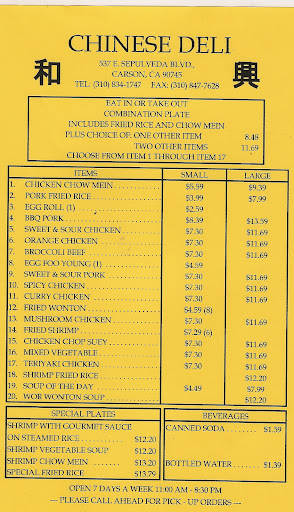 CHINESE DELI
和 興
537 E. SEPULVEDA BLVD.,
CARSON, CA 90745
TEL: (310) 834-1747 FAX: (310) 847-7628
EAT IN OR TAKE OUT
COMBINATION PLATE
INCLUDES FRIED RICE AND CHOW MEIN
PLUS CHOICE OF: ONE OTHER ITEM 8.48
TWO OTHER ITEMS 11.69
CHOOSE FROM ITEM 1 THROUGH ITEM 17
ITEMS SMALL LARGE
1. CHICKEN CHOW MEIN $5.59 $9.39
2. PORK FRIED RICE $3.99 $7.99
3. EGG ROLL (1) $2.59
4. BBQ PORK $8.39 $13.59
5. SWEET & SOUR CHICKEN $7.30 $11.69
6. ORANGE CHICKEN $7.30 $11.69
7. BROCCOLI BEEF $7.30 $11.69
8. EGG FOO YOUNG (1) $4.59
9. SWEET & SOUR PORK $7.30 $11.69
10. SPICY CHICKEN $7.30 $11.69
11. CURRY CHICKEN $7.30 $11.69
12. FRIED WONTON $4.59 (8)
13. MUSHROOM CHICKEN $7.30 $11.69
14. FRIED SHRIMP $7.29 (6)
15. CHICKEN CHOP SUEY $7.30 $11.69
16. MIXED VEGETABLE $7.30 $11.69
17. TERIYAKI CHICKEN $7.30 $11.69
18. SHRIMP FRIED RICE $12.20
19. SOUP OF THE DAY $4.49 $7.99
20. WOR WONTON SOUP $12.20
SPECIAL PLATES
SHRIMP WITH GOURMET SAUCE
ON STEAMED RICE $12.20
SHRIMP VEGETABLE SOUP $12.20
SHRIMP CHOW MEIN $13.20
SPECIAL FRIED RICE $13.79
BEVERAGES
CANNED SODA $1.59
BOTTLED WATER $1.39
OPEN 7 DAYS A WEEK 11:00 AM - 8:30 PM
--- PLEASE CALL AHEAD FOR PICK - UP ORDERS ---